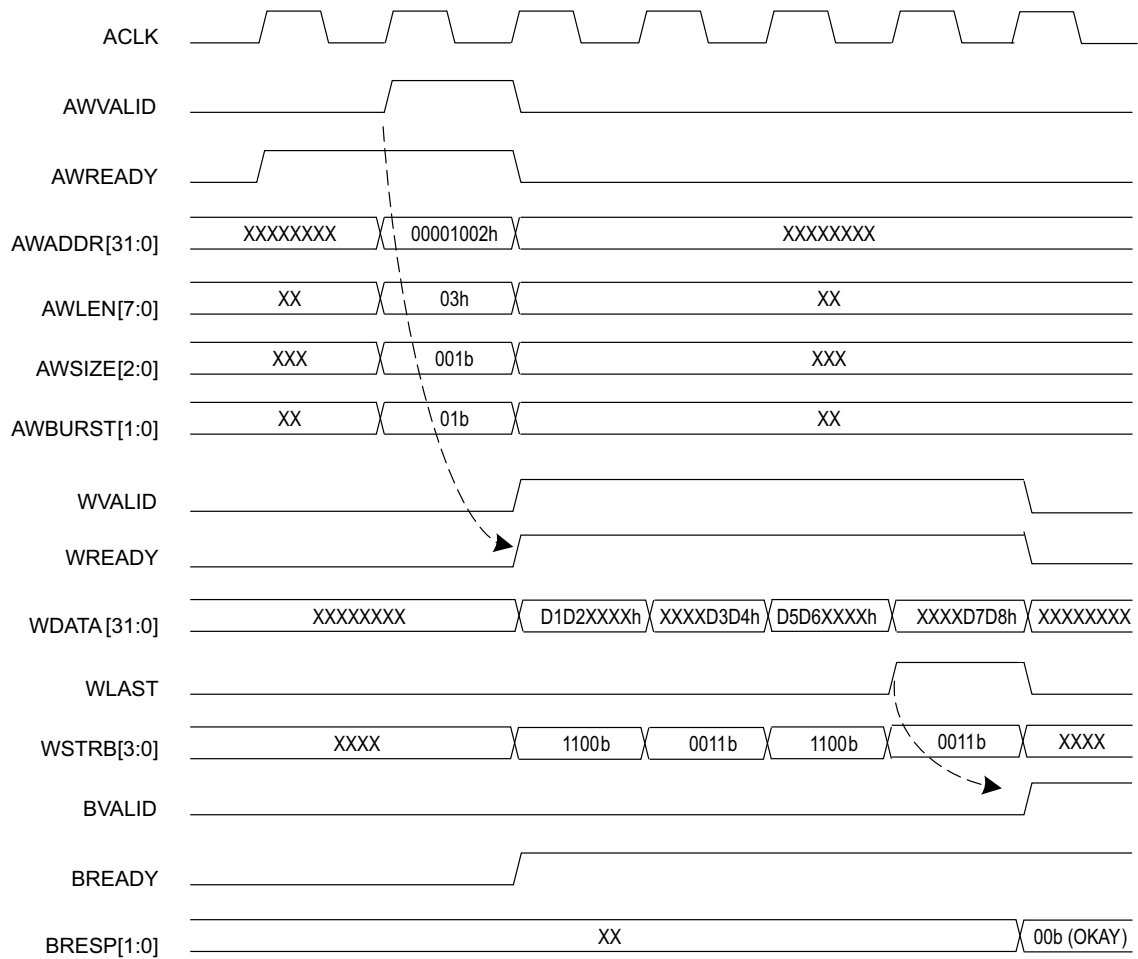 ACLK
AWVALID
AWREADY
AWADDR[31:0] XXXXXXXX 00001002h XXXXXXXX
AWLEN[7:0] XX 03h XX
AWSIZE[2:0] XXX 001b XXX
AWBURST[1:0] XX 01b XX
WVALID
WREADY
WDATA[31:0] XXXXXXXX D1D2XXXXh XXXXD3D4h D5D6XXXXh XXXXD7D8h XXXXXXXX
WLAST
WSTRB[3:0] XXXX 1100b 0011b 1100b 0011b XXXX
BVALID
BREADY
BRESP[1:0] XX 00b (OKAY)